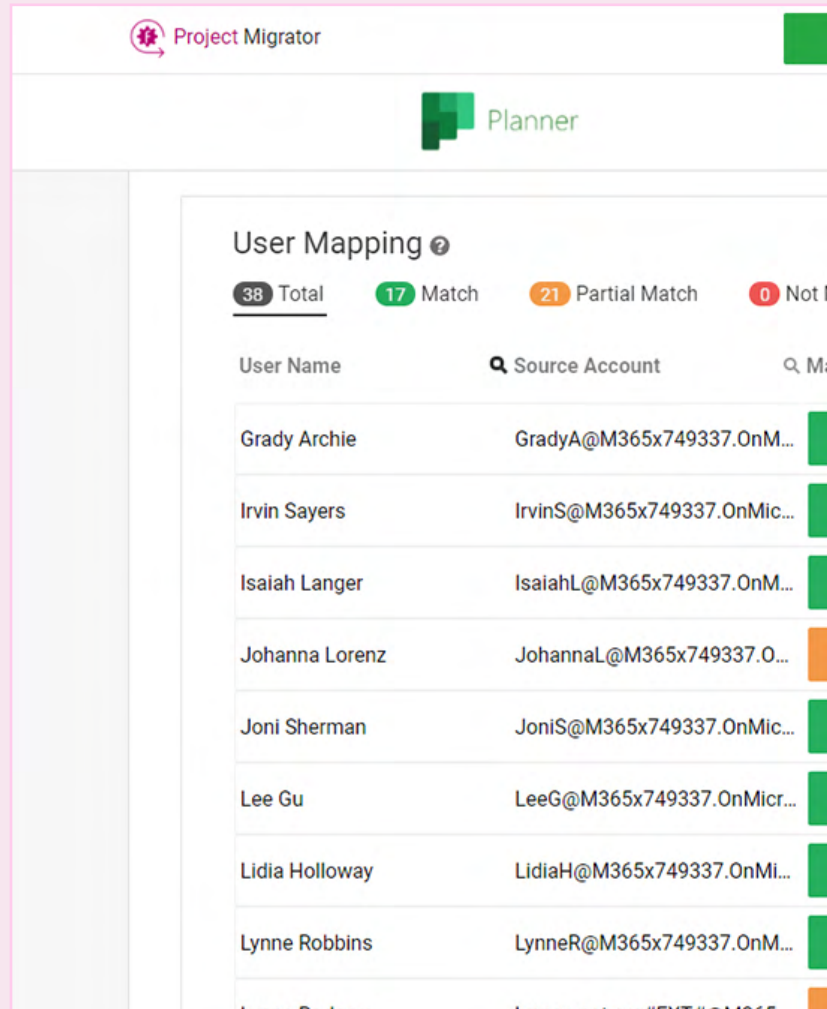 Project Migrator
Planner
User Mapping
38 Total 17 Match 21 Partial Match 0 Not
User Name Source Account Ma
Grady Archie GradyA@M365x749337.OnM...
Irvin Sayers IrvinS@M365x749337.OnMic...
Isaiah Langer IsaiahL@M365x749337.OnM...
Johanna Lorenz JohannaL@M365x749337.O...
Joni Sherman JoniS@M365x749337.OnMic...
Lee Gu LeeG@M365x749337.OnMicr...
Lidia Holloway LidiaH@M365x749337.OnMi...
Lynne Robbins LynneR@M365x749337.OnM...